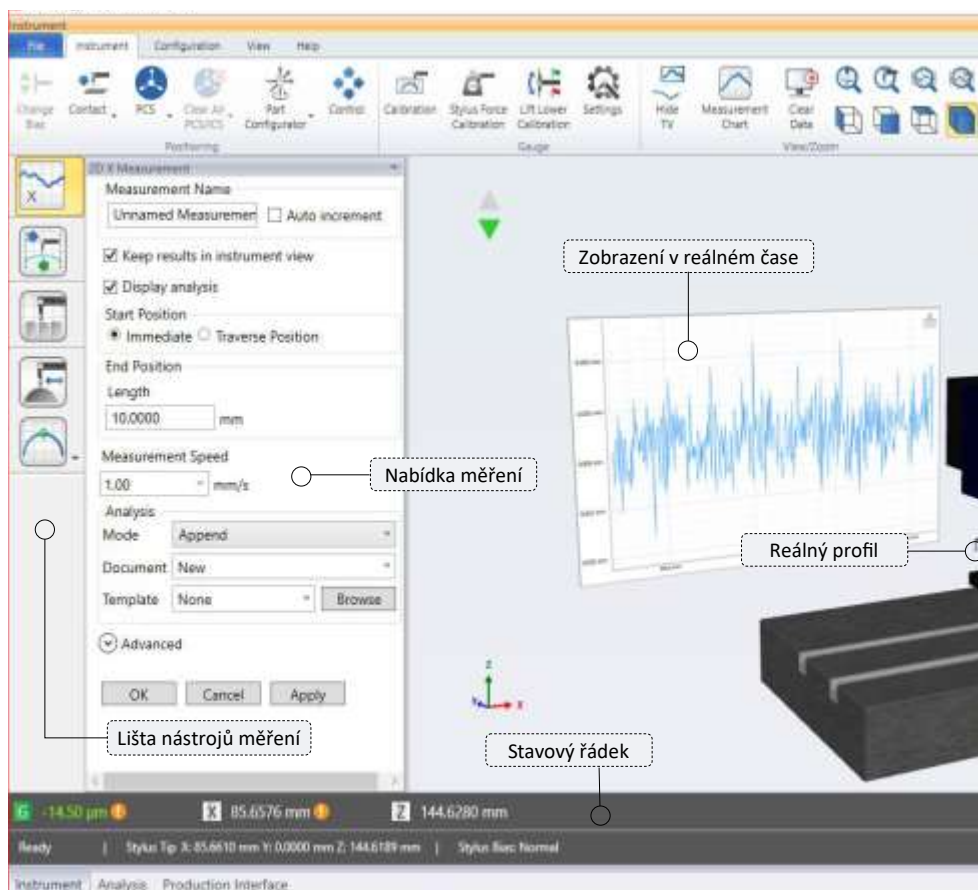 Instrument
File Instrument Configuration View Help
Change Bias Contact PCS Clear All PCS/RCS Part Configurator Control Calibration Stylus Force Calibration Lift Lower Calibration Settings Hide TV Measurement Chart Clear Data
Positioning Gauge View/Zoom
2D X Measurement
X
Measurement Name
Unnamed Measuremen Auto increment
Keep results in instrument view
Display analysis
Start Position
Immediate Traverse Position
End Position
Length
10.0000 mm
Measurement Speed
1.00 mm/s
Analysis
Mode Append
Document New
Template None Browse
Advanced
OK Cancel Apply
Zobrazení v reálném čase
Nabídka měření
Reálný profil
Z
X
Lišta nástrojů měření
Stavový řádek
G -14.50 µm X 85.6576 mm Z 144.6280 mm
Ready | Stylus Tip X: 85.6610 mm Y: 0.0000 mm Z: 144.6189 mm | Stylus Bias: Normal
Instrument Analysis Production Interface